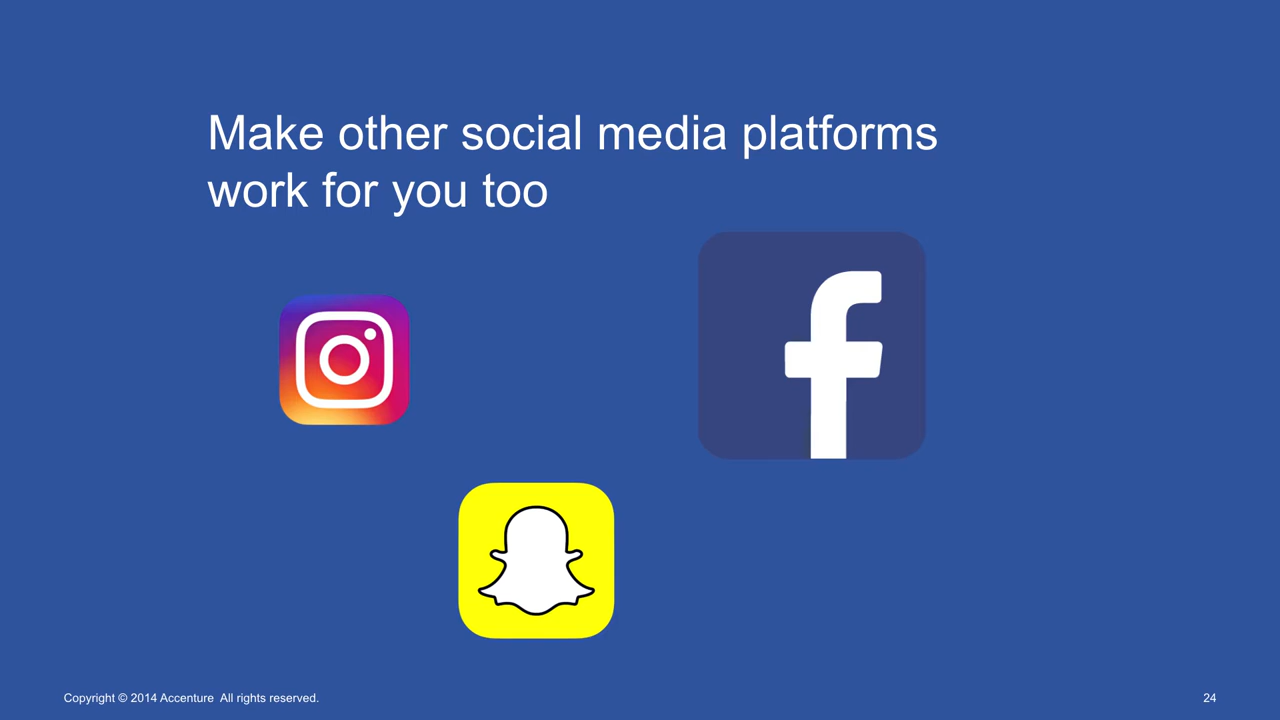 Make other social media platforms
work for you too
f
Copyright © 2014 Accenture All rights reserved.
24